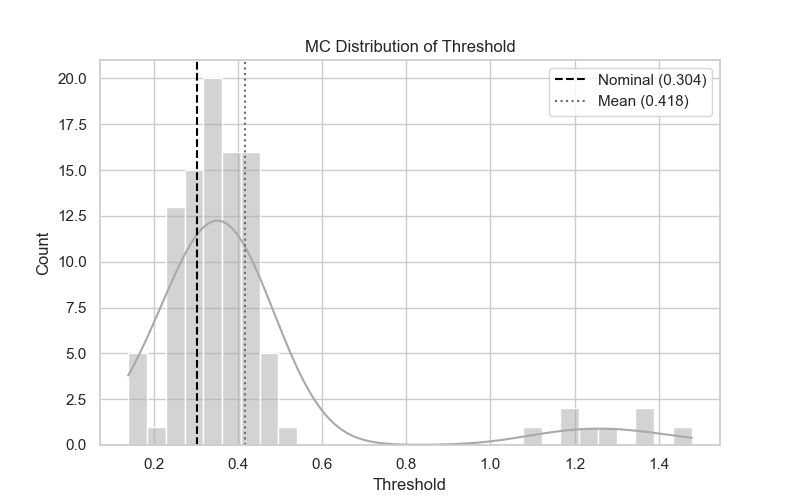 MC Distribution of Threshold
Nominal (0.304)
Mean (0.418)
20.0
17.5
15.0
12.5
10.0
7.5
5.0
2.5
0.0
Count
0.2 0.4 0.6 0.8 1.0 1.2 1.4
Threshold